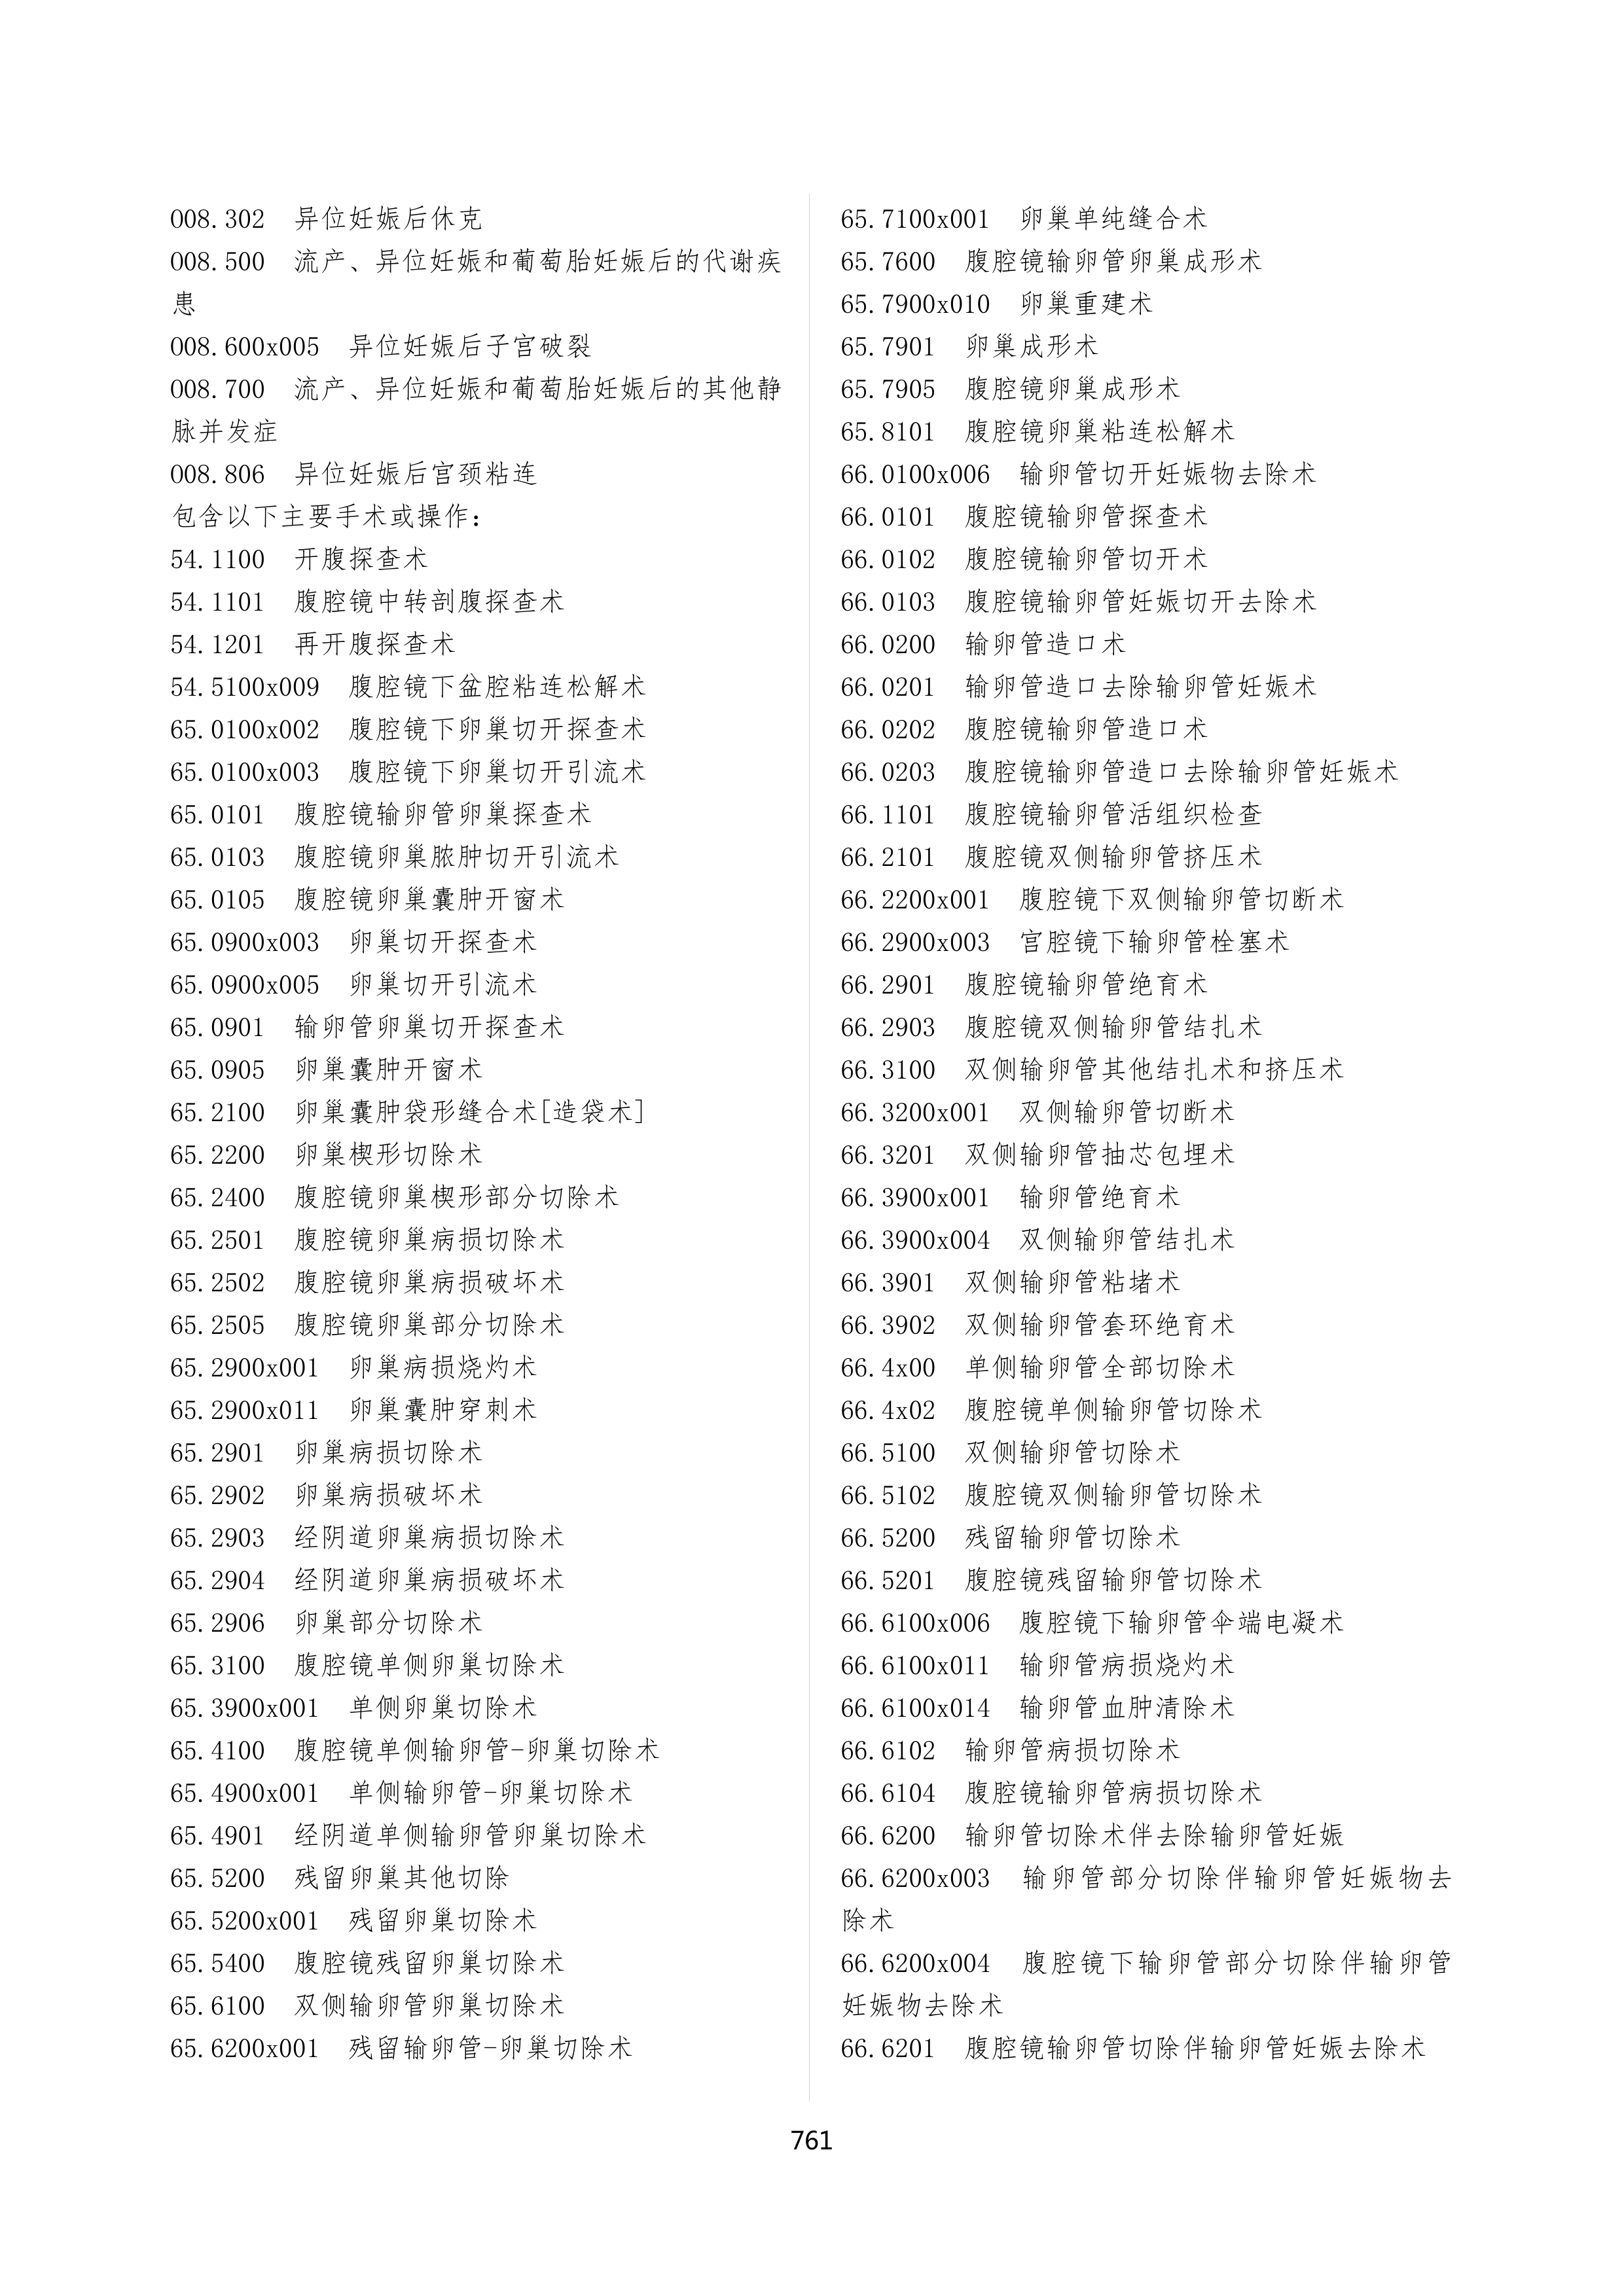 O08.302 异位妊娠后休克
O08.500 流产、异位妊娠和葡萄胎妊娠后的代谢疾
患
O08.600x005 异位妊娠后子宫破裂
O08.700 流产、异位妊娠和葡萄胎妊娠后的其他静
脉并发症
O08.806 异位妊娠后宫颈粘连
包含以下主要手术或操作:
54.1100 开腹探查术
54.1101 腹腔镜中转剖腹探查术
54.1201 再开腹探查术
54.5100x009 腹腔镜下盆腔粘连松解术
65.0100x002 腹腔镜下卵巢切开探查术
65.0100x003 腹腔镜下卵巢切开引流术
65.0101 腹腔镜输卵管卵巢探查术
65.0103 腹腔镜卵巢脓肿切开引流术
65.0105 腹腔镜卵巢囊肿开窗术
65.0900x003 卵巢切开探查术
65.0900x005 卵巢切开引流术
65.0901 输卵管卵巢切开探查术
65.0905 卵巢囊肿开窗术
65.2100 卵巢囊肿袋形缝合术[造袋术]
65.2200 卵巢楔形切除术
65.2400 腹腔镜卵巢楔形部分切除术
65.2501 腹腔镜卵巢病损切除术
65.2502 腹腔镜卵巢病损破坏术
65.2505 腹腔镜卵巢部分切除术
65.2900x001 卵巢病损烧灼术
65.2900x011 卵巢囊肿穿刺术
65.2901 卵巢病损切除术
65.2902 卵巢病损破坏术
65.2903 经阴道卵巢病损切除术
65.2904 经阴道卵巢病损破坏术
65.2906 卵巢部分切除术
65.3100 腹腔镜单侧卵巢切除术
65.3900x001 单侧卵巢切除术
65.4100 腹腔镜单侧输卵管-卵巢切除术
65.4900x001 单侧输卵管-卵巢切除术
65.4901 经阴道单侧输卵管卵巢切除术
65.5200 残留卵巢其他切除
65.5200x001 残留卵巢切除术
65.5400 腹腔镜残留卵巢切除术
65.6100 双侧输卵管卵巢切除术
65.6200x001 残留输卵管-卵巢切除术
65.7100x001 卵巢单纯缝合术
65.7600 腹腔镜输卵管卵巢成形术
65.7900x010 卵巢重建术
65.7901 卵巢成形术
65.7905 腹腔镜卵巢成形术
65.8101 腹腔镜卵巢粘连松解术
66.0100x006 输卵管切开妊娠物去除术
66.0101 腹腔镜输卵管探查术
66.0102 腹腔镜输卵管切开术
66.0103 腹腔镜输卵管妊娠切开去除术
66.0200 输卵管造口术
66.0201 输卵管造口去除输卵管妊娠术
66.0202 腹腔镜输卵管造口术
66.0203 腹腔镜输卵管造口去除输卵管妊娠术
66.1101 腹腔镜输卵管活组织检查
66.2101 腹腔镜双侧输卵管挤压术
66.2200x001 腹腔镜下双侧输卵管切断术
66.2900x003 宫腔镜下输卵管栓塞术
66.2901 腹腔镜输卵管绝育术
66.2903 腹腔镜双侧输卵管结扎术
66.3100 双侧输卵管其他结扎术和挤压术
66.3200x001 双侧输卵管切断术
66.3201 双侧输卵管抽芯包埋术
66.3900x001 输卵管绝育术
66.3900x004 双侧输卵管结扎术
66.3901 双侧输卵管粘堵术
66.3902 双侧输卵管套环绝育术
66.4x00 单侧输卵管全部切除术
66.4x02 腹腔镜单侧输卵管切除术
66.5100 双侧输卵管切除术
66.5102 腹腔镜双侧输卵管切除术
66.5200 残留输卵管切除术
66.5201 腹腔镜残留输卵管切除术
66.6100x006 腹腔镜下输卵管伞端电凝术
66.6100x011 输卵管病损烧灼术
66.6100x014 输卵管血肿清除术
66.6102 输卵管病损切除术
66.6104 腹腔镜输卵管病损切除术
66.6200 输卵管切除术伴去除输卵管妊娠
66.6200x003 输卵管部分切除伴输卵管妊娠物去
除术
66.6200x004 腹腔镜下输卵管部分切除伴输卵管
妊娠物去除术
66.6201 腹腔镜输卵管切除伴输卵管妊娠去除术
761